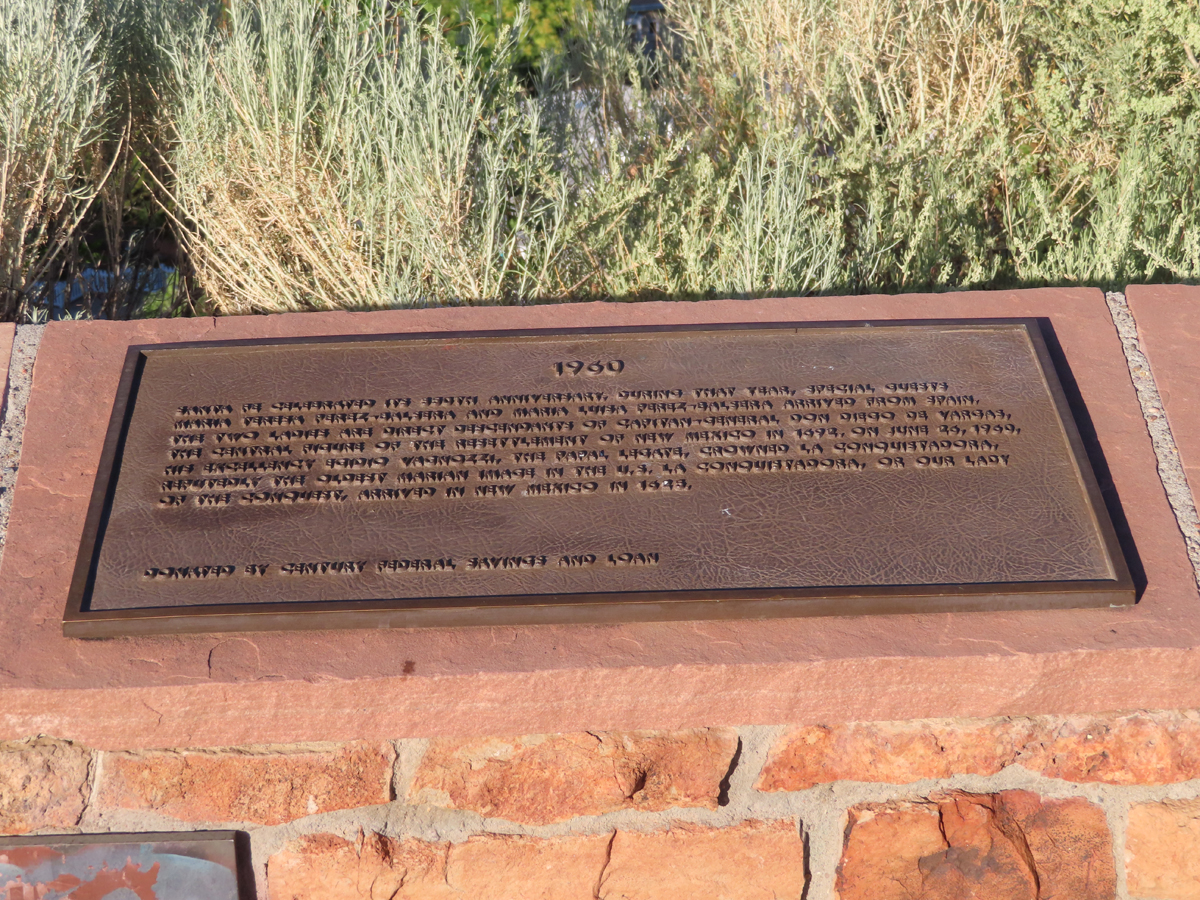 1960
SANTA FE CELEBRATED ITS 350TH ANNIVERSARY. DURING THAT YEAR, SPECIAL GUESTS
MARIA TERESA PEREZ-BALSERA AND MARIA LUISA PEREZ-BALSERA ARRIVED FROM SPAIN.
THE TWO LADIES ARE DIRECT DESCENDANTS OF CAPITAN-GENERAL DON DIEGO DE VARGAS,
THE CENTRAL FIGURE OF THE RESETTLEMENT OF NEW MEXICO IN 1692. ON JUNE 26, 1960,
HIS EXCELLENCY EGIDIO VAGNOZZI, THE PAPAL LEGATE, CROWNED LA CONQUISTADORA,
REPUTEDLY THE OLDEST MARIAN IMAGE IN THE U.S. LA CONQUISTADORA, OR OUR LADY
OF THE CONQUEST, ARRIVED IN NEW MEXICO IN 1625.
DONATED BY CENTURY FEDERAL SAVINGS AND LOAN